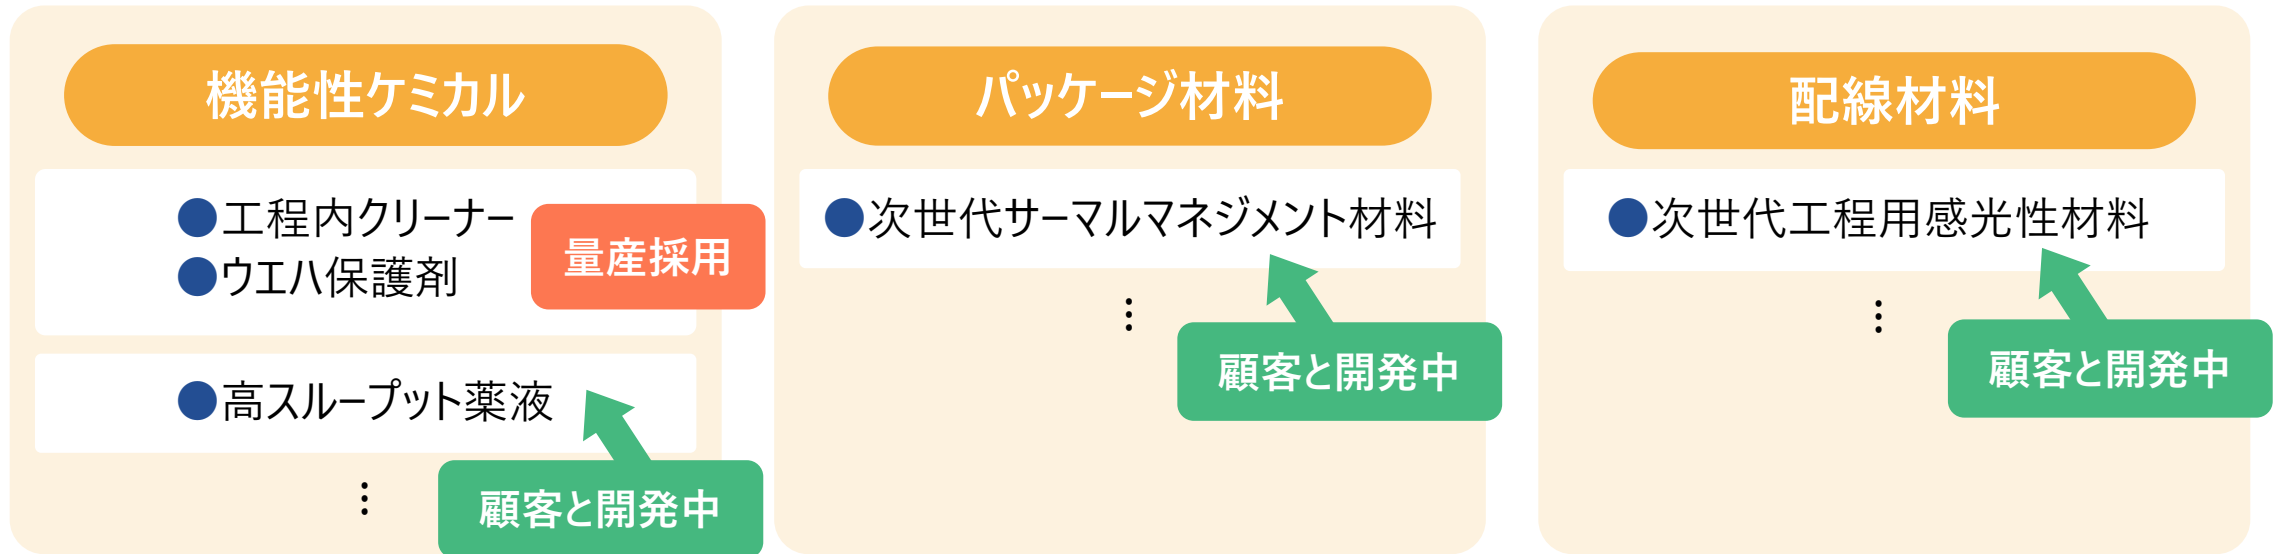 機能性ケミカル
●工程内クリーナー
●ウエハ保護剤
量産採用
●高スループット薬液
顧客と開発中
⋮
パッケージ材料
●次世代サーマルマネジメント材料
⋮
顧客と開発中
配線材料
●次世代工程用感光性材料
⋮
顧客と開発中